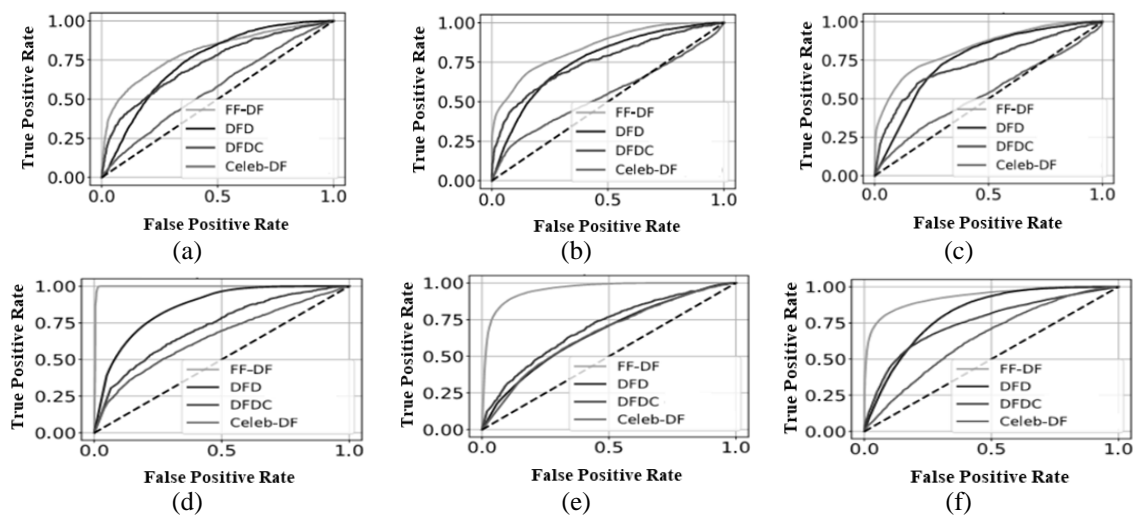 True Positive Rate
1.00
0.75
0.50
0.25
0.00
FF-DF
DFD
DFDC
Celeb-DF
0.0 0.5 1.0
False Positive Rate
(a)
True Positive Rate
1.00
0.75
0.50
0.25
0.00
FF-DF
DFD
DFDC
Celeb-DF
0.0 0.5 1.0
False Positive Rate
(b)
True Positive Rate
1.00
0.75
0.50
0.25
0.00
FF-DF
DFD
DFDC
Celeb-DF
0.0 0.5 1.0
False Positive Rate
(c)
True Positive Rate
1.00
0.75
0.50
0.25
0.00
FF-DF
DFD
DFDC
Celeb-DF
0.0 0.5 1.0
False Positive Rate
(d)
True Positive Rate
1.00
0.75
0.50
0.25
0.00
FF-DF
DFD
DFDC
Celeb-DF
0.0 0.5 1.0
False Positive Rate
(e)
True Positive Rate
1.00
0.75
0.50
0.25
0.00
FF-DF
DFD
DFDC
Celeb-DF
0.0 0.5 1.0
False Positive Rate
(f)